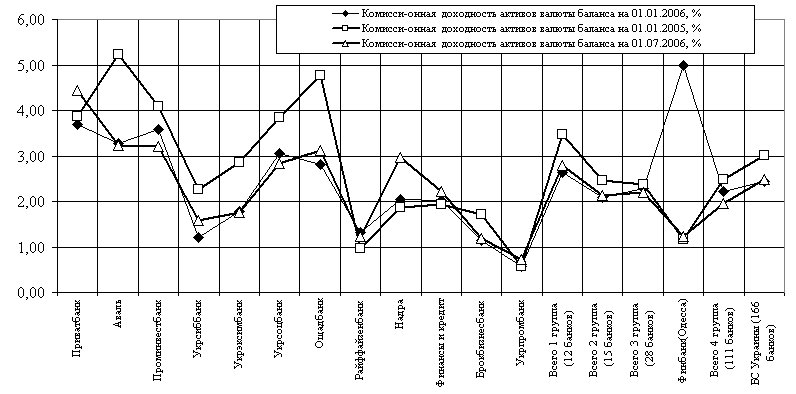 Комисси-онная доходность активов валюты баланса на 01.01.2006, %
Комисси-онная доходность активов валюты баланса на 01.01.2005, %
Комисси-онная доходность активов валюты баланса на 01.07.2006, %
6,00
5,00
4,00
3,00
2,00
1,00
0,00
Приватбанк
Аваль
Проминвестбанк
Укрсиббанк
Укрэксимбанк
Укрсоцбанк
Ощадбанк
Райффайзенбанк
Надра
Финансы и кредит
Брокбизнесбанк
Укрпромбанк
Всего 1 группа
(12 банков)
Всего 2 группа
(15 банков)
Всего 3 группа
(28 банков)
Финбанк(Одесса)
Всего 4 группа
(111 банков)
БС Украины (166
банков)